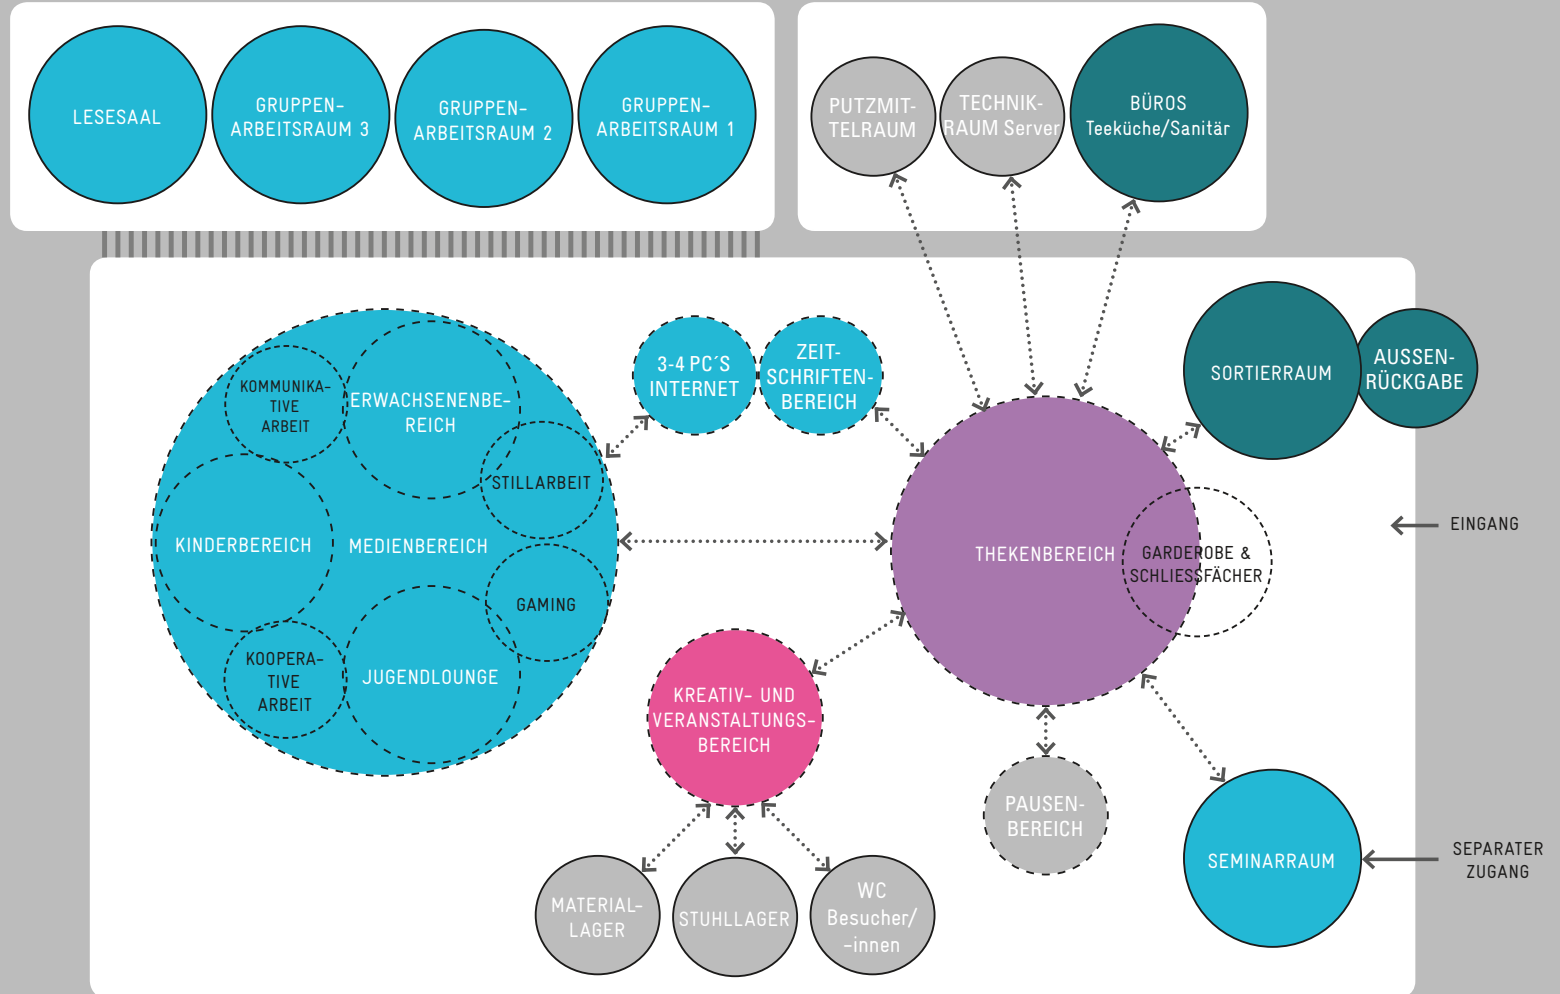 LESESAAL
GRUPPEN-
ARBEITSRAUM 3
GRUPPEN-
ARBEITSRAUM 2
GRUPPEN-
ARBEITSRAUM 1
PUTZMIT-
TELRAUM
TECHNIK-
RAUM Server
BÜROS
Teeküche/Sanitär
KOMMUNIKA-
TIVE
ARBEIT
ERWACHSENENBE-
REICH
STILLARBEIT
KINDERBEREICH
MEDIENBEREICH
GAMING
KOOPERA-
TIVE
ARBEIT
JUGENDLOUNGE
3-4 PC´S
INTERNET
ZEIT-
SCHRIFTEN-
BEREICH
SORTIERRAUM
AUSSEN-
RÜCKGABE
EINGANG
THEKENBEREICH
GARDEROBE &
SCHLIESSFÄCHER
KREATIV- UND
VERANSTALTUNGS-
BEREICH
PAUSEN-
BEREICH
SEMINARRAUM
SEPARATER
ZUGANG
MATERIAL-
LAGER
STUHLLAGER
WC
Besucher/
-innen